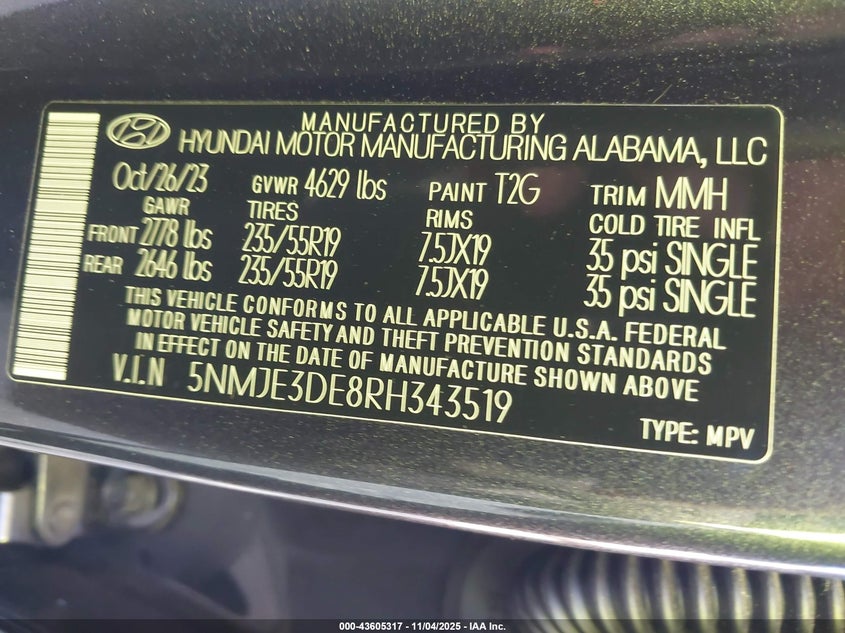 MANUFACTURED BY
HYUNDAI MOTOR MANUFACTURING ALABAMA, LLC
Oct/26/23 GVWR 4629 lbs PAINT T2G TRIM MMH
GAWR TIRES RIMS COLD TIRE INFL
FRONT 2778 lbs 235/55R19 7.5JX19 35 psi SINGLE
REAR 2646 lbs 235/55R19 7.5JX19 35 psi SINGLE
THIS VEHICLE CONFORMS TO ALL APPLICABLE U.S.A. FEDERAL
MOTOR VEHICLE SAFETY AND THEFT PREVENTION STANDARDS
IN EFFECT ON THE DATE OF MANUFACTURE SHOWN ABOVE
V.I.N 5NMJE3DE8RH343519
TYPE: MPV
000-43605317 - 11/04/2025 - IAA Inc.